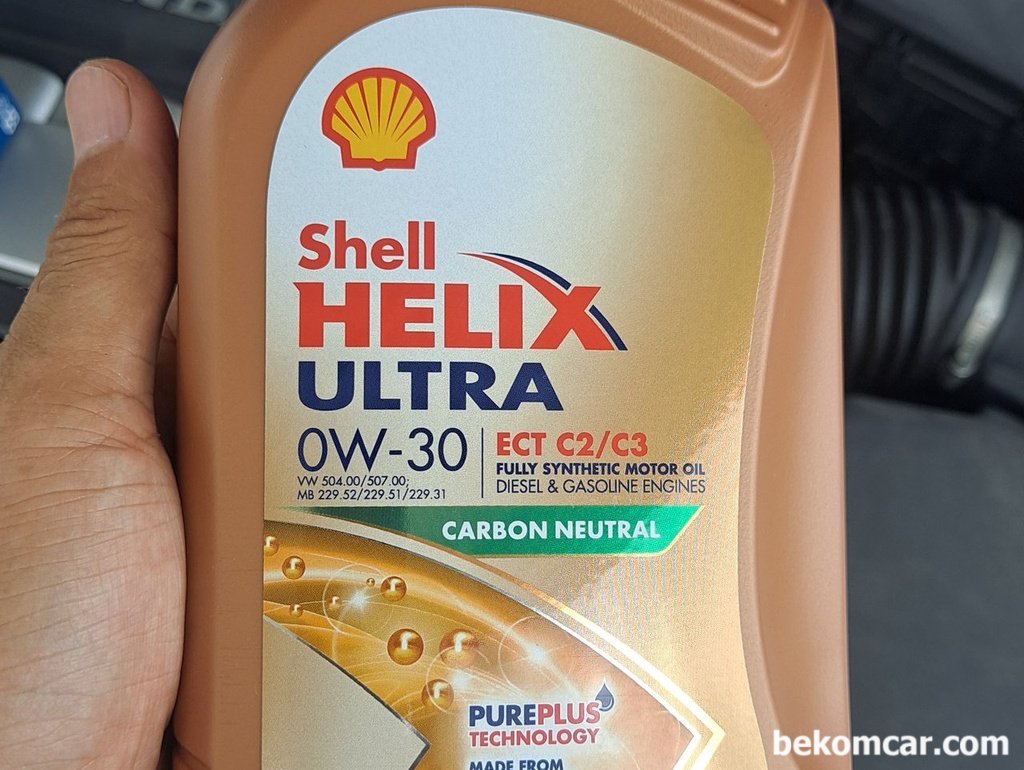 Shell
HELIX
ULTRA
0W-30
VW 504.00/507.00;
MB 229.52/229.51/229.31
ECT C2/C3
FULLY SYNTHETIC MOTOR OIL
DIESEL & GASOLINE ENGINES
CARBON NEUTRAL
PUREPLUS
TECHNOLOGY
MADE FROM
bekomcar.com